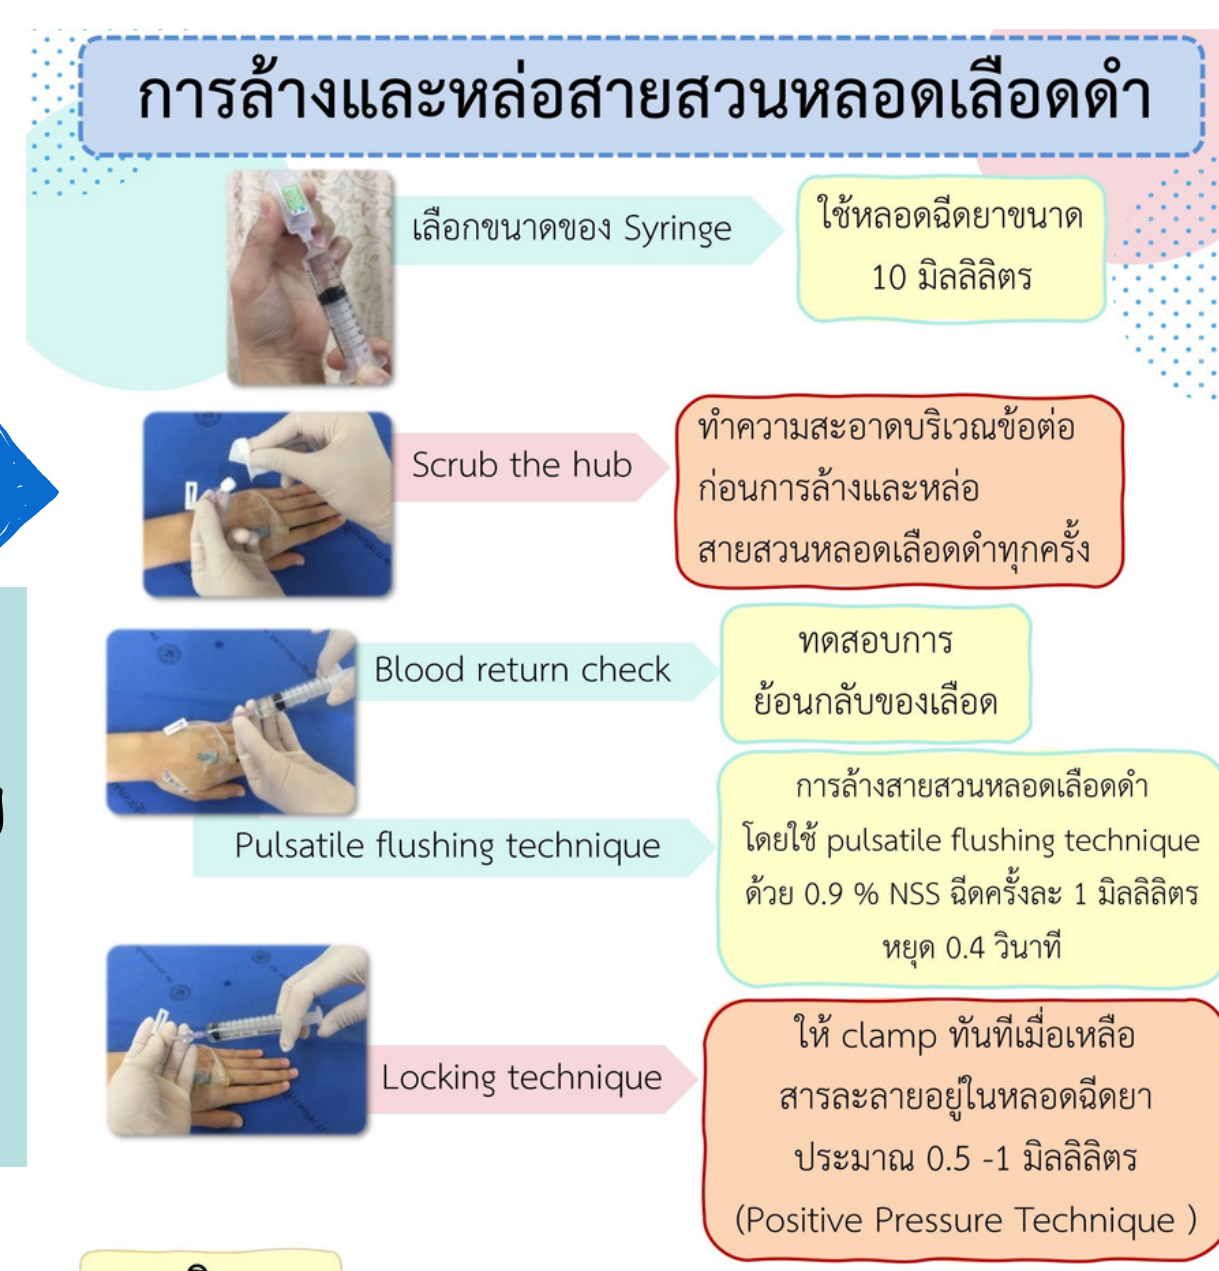 การล้างและหล่อสายสวนหลอดเลือดดำ
เลือกขนาดของ Syringe
ใช้หลอดฉีดยาขนาด
10 มิลลิลิตร
Scrub the hub
ทำความสะอาดบริเวณข้อต่อ
ก่อนการล้างและหล่อ
สายสวนหลอดเลือดดำทุกครั้ง
Blood return check
ทดสอบการ
ย้อนกลับของเลือด
Pulsatile flushing technique
การล้างสายสวนหลอดเลือดดำ
โดยใช้ pulsatile flushing technique
ด้วย 0.9 % NSS ฉีดครั้งละ 1 มิลลิลิตร
หยุด 0.4 วินาที
Locking technique
ให้ clamp ทันทีเมื่อเหลือ
สารละลายอยู่ในหลอดฉีดยา
ประมาณ 0.5 -1 มิลลิลิตร
(Positive Pressure Technique )